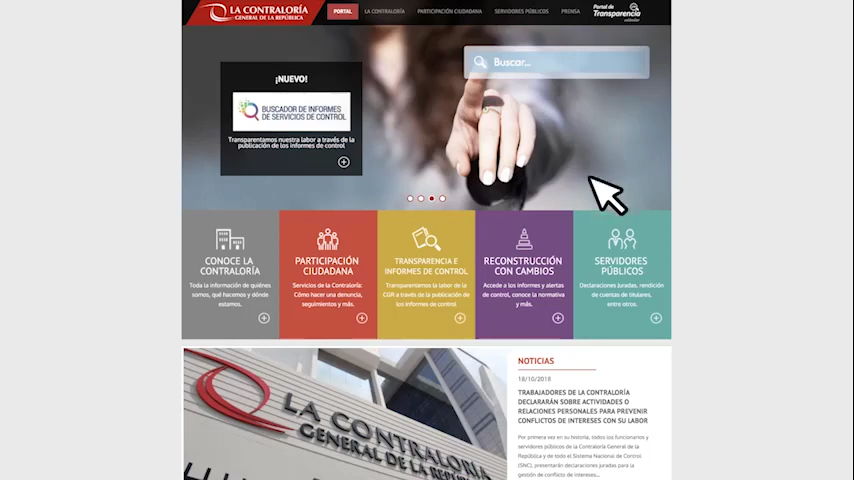 LA CONTRALORÍA
GENERAL DE LA REPÚBLICA
PORTAL
LA CONTRALORÍA
PARTICIPACIÓN CIUDADANA
SERVIDORES PÚBLICOS
PRENSA
Portal de
Transparencia
estándar
Buscar...
¡NUEVO!
BUSCADOR DE INFORMES
DE SERVICIOS DE CONTROL
Transparentamos nuestra labor a través de la
publicación de los informes de control
CONOCE LA
CONTRALORÍA
Toda la información de quiénes
somos, qué hacemos y dónde
estamos.
PARTICIPACIÓN
CIUDADANA
Servicios de la Contraloría:
Cómo hacer una denuncia,
seguimientos y más.
TRANSPARENCIA E
INFORMES DE CONTROL
Transparentamos la labor de la
CGR a través de la publicación de
los informes de control
RECONSTRUCCIÓN
CON CAMBIOS
Accede a los informes y alertas
de control, conoce la normativa
y más.
SERVIDORES
PÚBLICOS
Declaraciones juradas, rendición
de cuentas de titulares,
entre otros.
LA CONTRALORÍA
GENERAL DE LA REPÚBLICA
NOTICIAS
18/10/2018
TRABAJADORES DE LA CONTRALORÍA
DECLARARÁN SOBRE ACTIVIDADES O
RELACIONES PERSONALES PARA PREVENIR
CONFLICTOS DE INTERESES CON SU LABOR
Por primera vez en su historia, todos los funcionarios y
servidores públicos de la Contraloría General de la
República y de todo el Sistema Nacional de Control
(SNC), presentarán declaraciones juradas para la
gestión de conflicto de intereses...